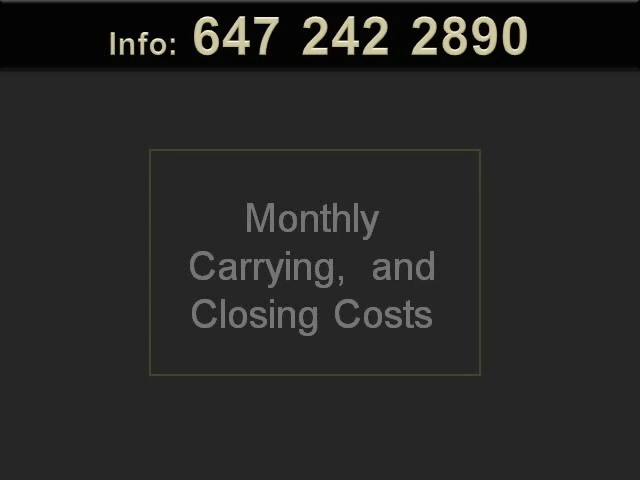 Info: 647 242 2890
Monthly
Carrying, and
Closing Costs